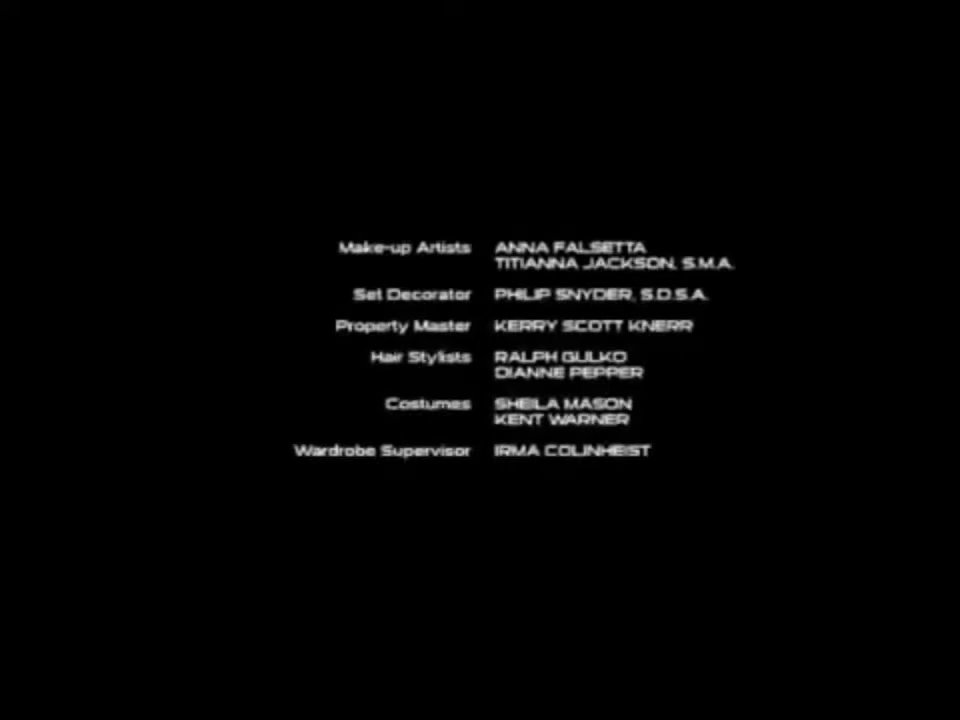 Make-up Artists ANNA FALSETTA
TITIANNA JACKSON, S.M.A.
Set Decorator PHILIP SNYDER, S.D.S.A.
Property Master KERRY SCOTT KNERR
Hair Stylists RALPH GULKO
DIANNE PEPPER
Costumes SHEILA MASON
KENT WARNER
Wardrobe Supervisor IRMA COLINHEIST